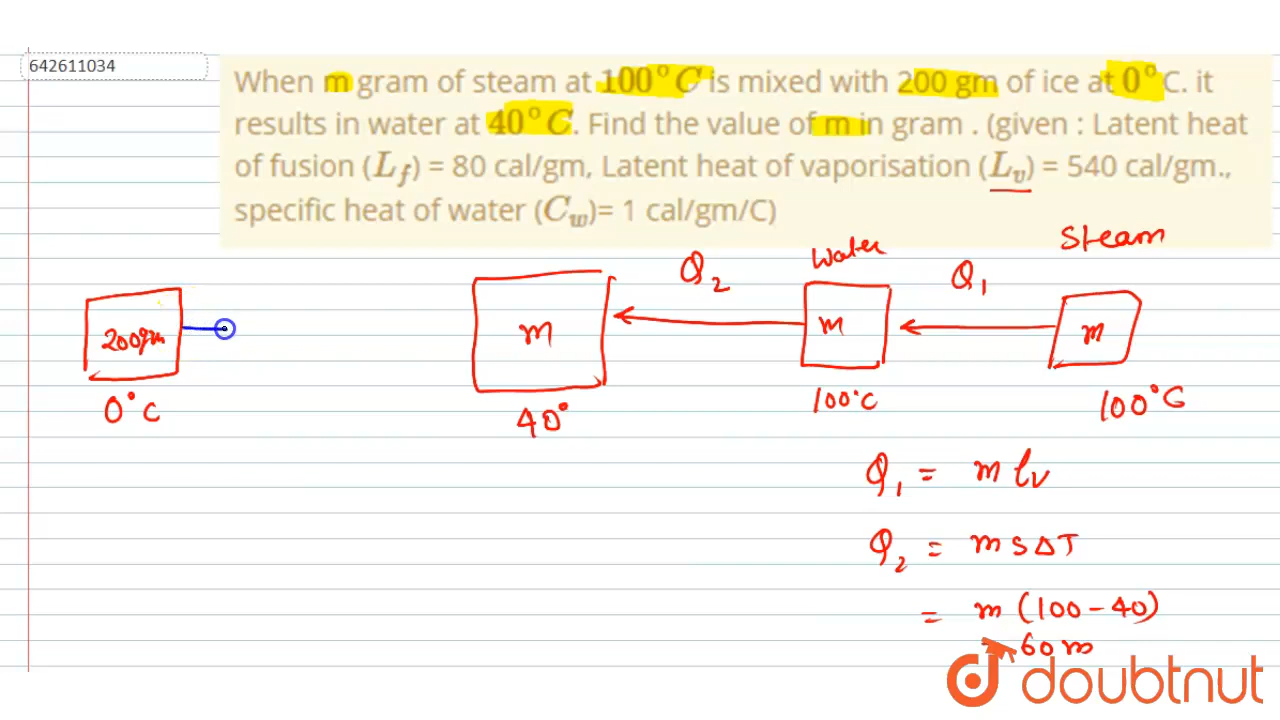 642611034
When m gram of steam at 100° C is mixed with 200 gm of ice at 0°C. it
results in water at 40° C. Find the value of m in gram . (given : Latent heat
of fusion (L_f) = 80 cal/gm, Latent heat of vaporisation (L_v) = 540 cal/gm.,
specific heat of water (C_w)= 1 cal/gm/C)
Steam
Water
Q2
Q1
200gm
m
m
m
0°C
40°
100°C
100°C
Q1 = m Lv
Q2 = m S ΔT
= m (100 - 40)
= 60 m
doubtnut